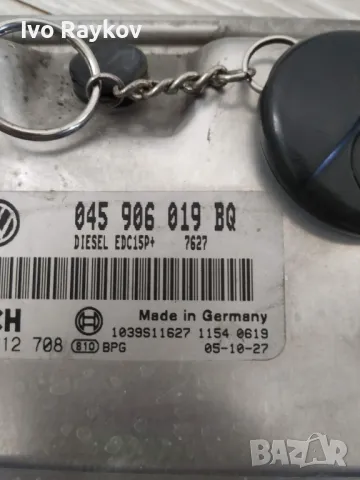 Ivo Raykov
045 906 019 BQ
DIESEL EDC15P+ 7627
Made in Germany
1039S11627 1154 0619
12 708 810 BPG 05-10-27
BAZAR